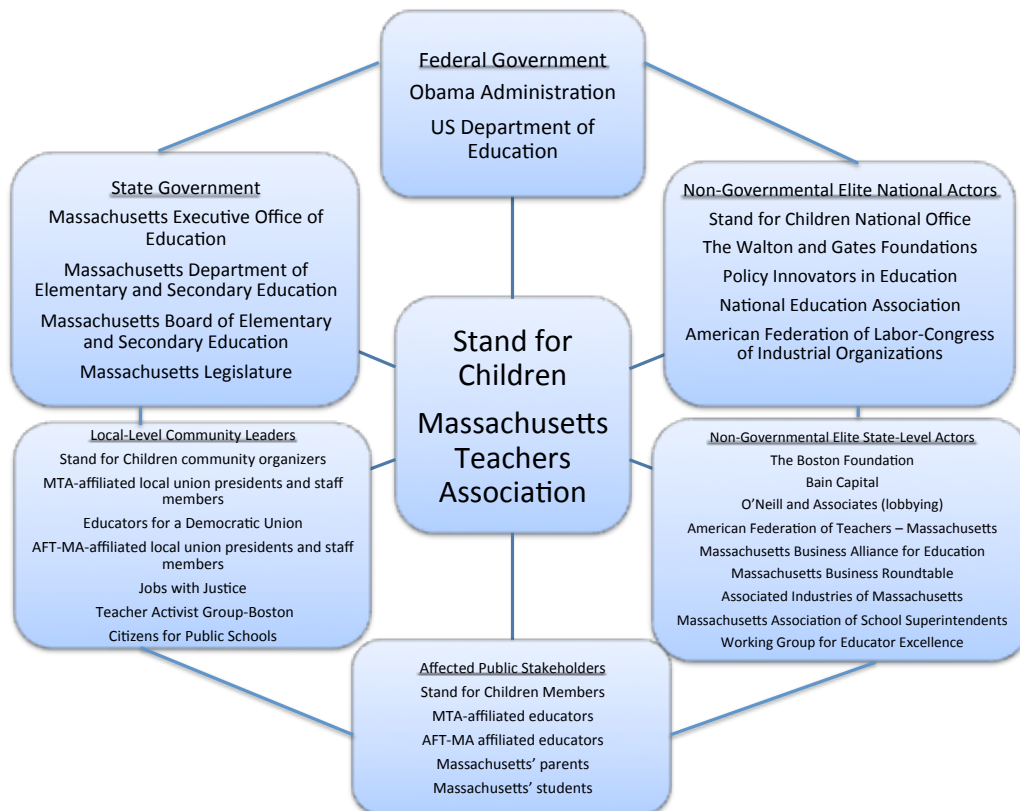 Federal Government
Obama Administration
US Department of
Education
State Government
Massachusetts Executive Office of
Education
Massachusetts Department of
Elementary and Secondary Education
Massachusetts Board of Elementary
and Secondary Education
Massachusetts Legislature
Non-Governmental Elite National Actors
Stand for Children National Office
The Walton and Gates Foundations
Policy Innovators in Education
National Education Association
American Federation of Labor-Congress
of Industrial Organizations
Stand for
Children
Massachusetts
Teachers
Association
Local-Level Community Leaders
Stand for Children community organizers
MTA-affiliated local union presidents and staff
members
Educators for a Democratic Union
AFT-MA-affiliated local union presidents and staff
members
Jobs with Justice
Teacher Activist Group-Boston
Citizens for Public Schools
Non-Governmental Elite State-Level Actors
The Boston Foundation
Bain Capital
O’Neill and Associates (lobbying)
American Federation of Teachers – Massachusetts
Massachusetts Business Alliance for Education
Massachusetts Business Roundtable
Associated Industries of Massachusetts
Massachusetts Association of School Superintendents
Working Group for Educator Excellence
Affected Public Stakeholders
Stand for Children Members
MTA-affiliated educators
AFT-MA affiliated educators
Massachusetts’ parents
Massachusetts’ students